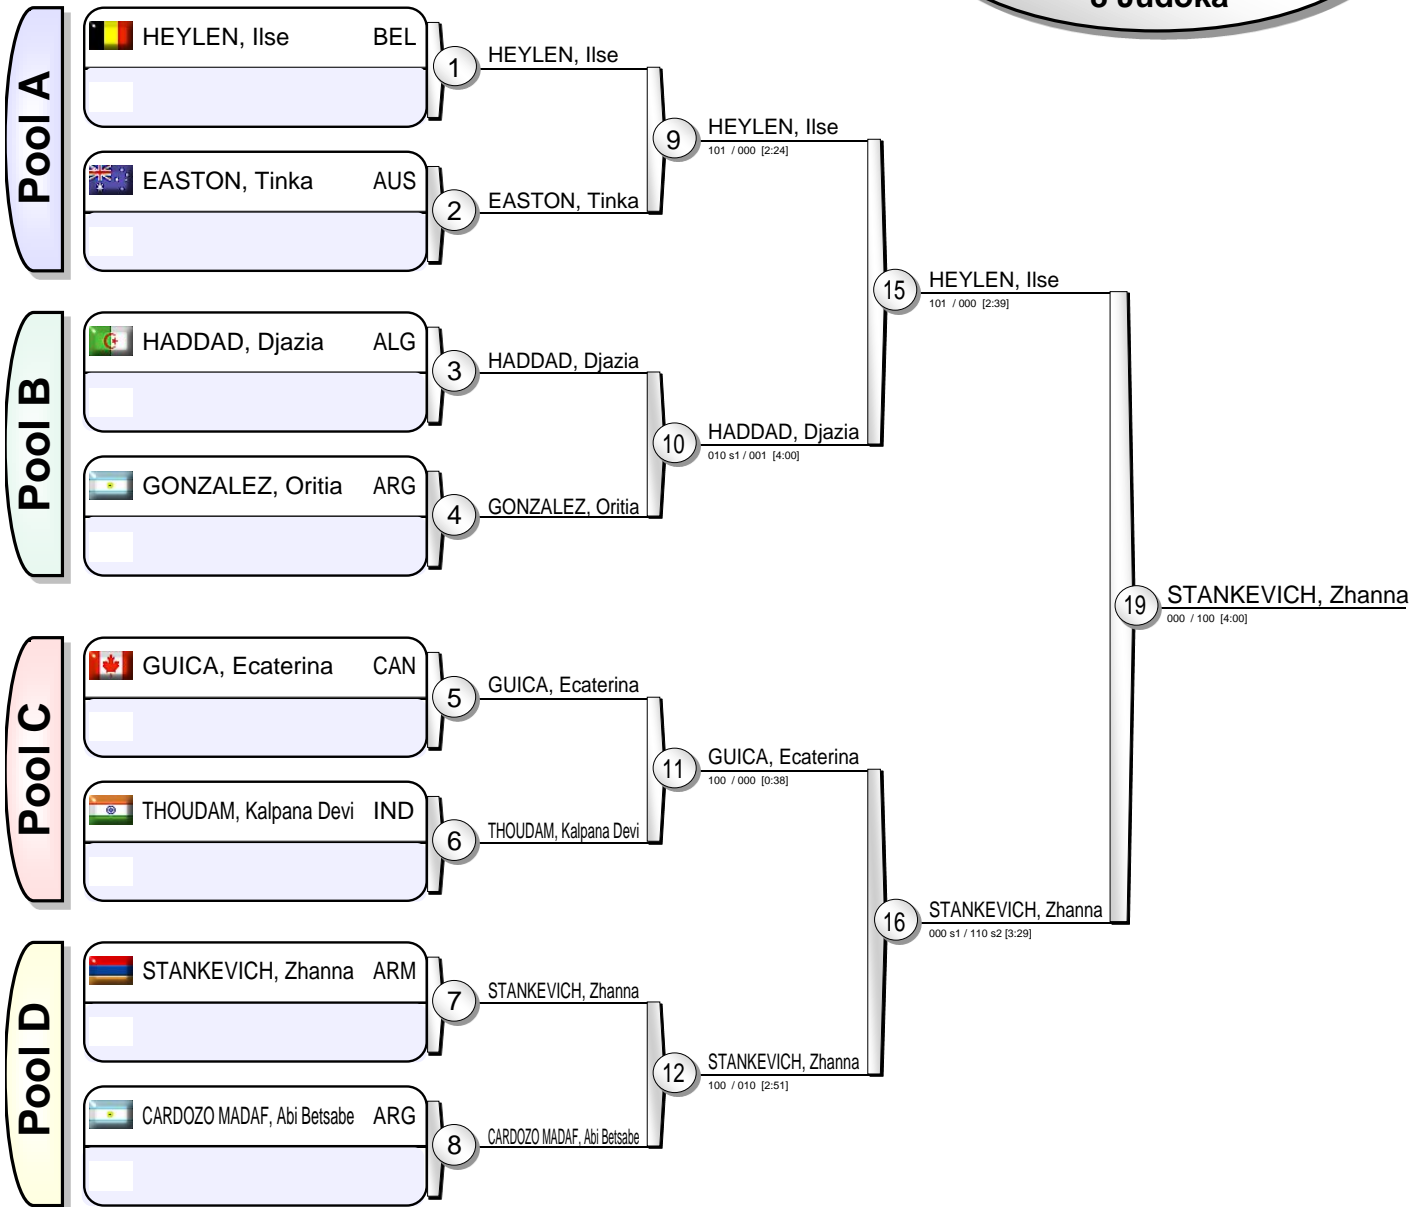 8 Judoka
Pool A
HEYLEN, Ilse BEL
1
HEYLEN, Ilse
EASTON, Tinka AUS
2
EASTON, Tinka
9
HEYLEN, Ilse
101 / 000 [2:24]
Pool B
HADDAD, Djazia ALG
3
HADDAD, Djazia
GONZALEZ, Oritia ARG
4
GONZALEZ, Oritia
10
HADDAD, Djazia
010 s1 / 001 [4:00]
15
HEYLEN, Ilse
101 / 000 [2:39]
Pool C
GUICA, Ecaterina CAN
5
GUICA, Ecaterina
THOUDAM, Kalpana Devi IND
6
THOUDAM, Kalpana Devi
11
GUICA, Ecaterina
100 / 000 [0:38]
Pool D
STANKEVICH, Zhanna ARM
7
STANKEVICH, Zhanna
CARDOZO MADAF, Abi Betsabe ARG
8
CARDOZO MADAF, Abi Betsabe
12
STANKEVICH, Zhanna
100 / 010 [2:51]
16
STANKEVICH, Zhanna
000 s1 / 110 s2 [3:29]
19
STANKEVICH, Zhanna
000 / 100 [4:00]